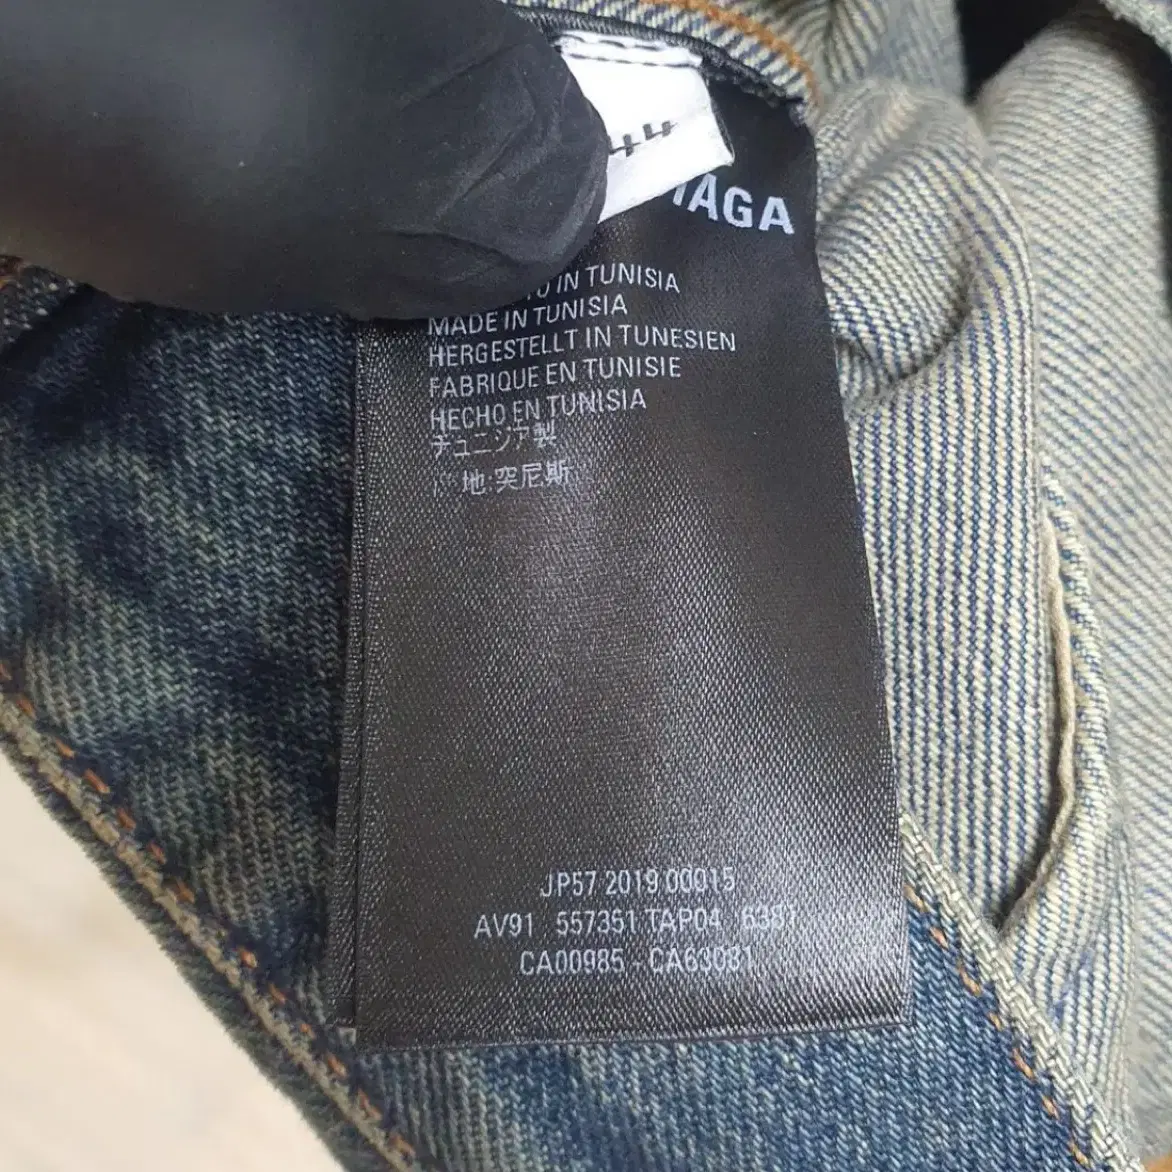 IN TUNISIA
MADE IN TUNISIA
HERGESTELLT IN TUNESIEN
FABRIQUE EN TUNISIE
HECHO EN TUNISIA
チュニジア製
地:突尼斯
JP57 2019 00015
AV91 557351 TAP04 6381
CA00985 - CA63081